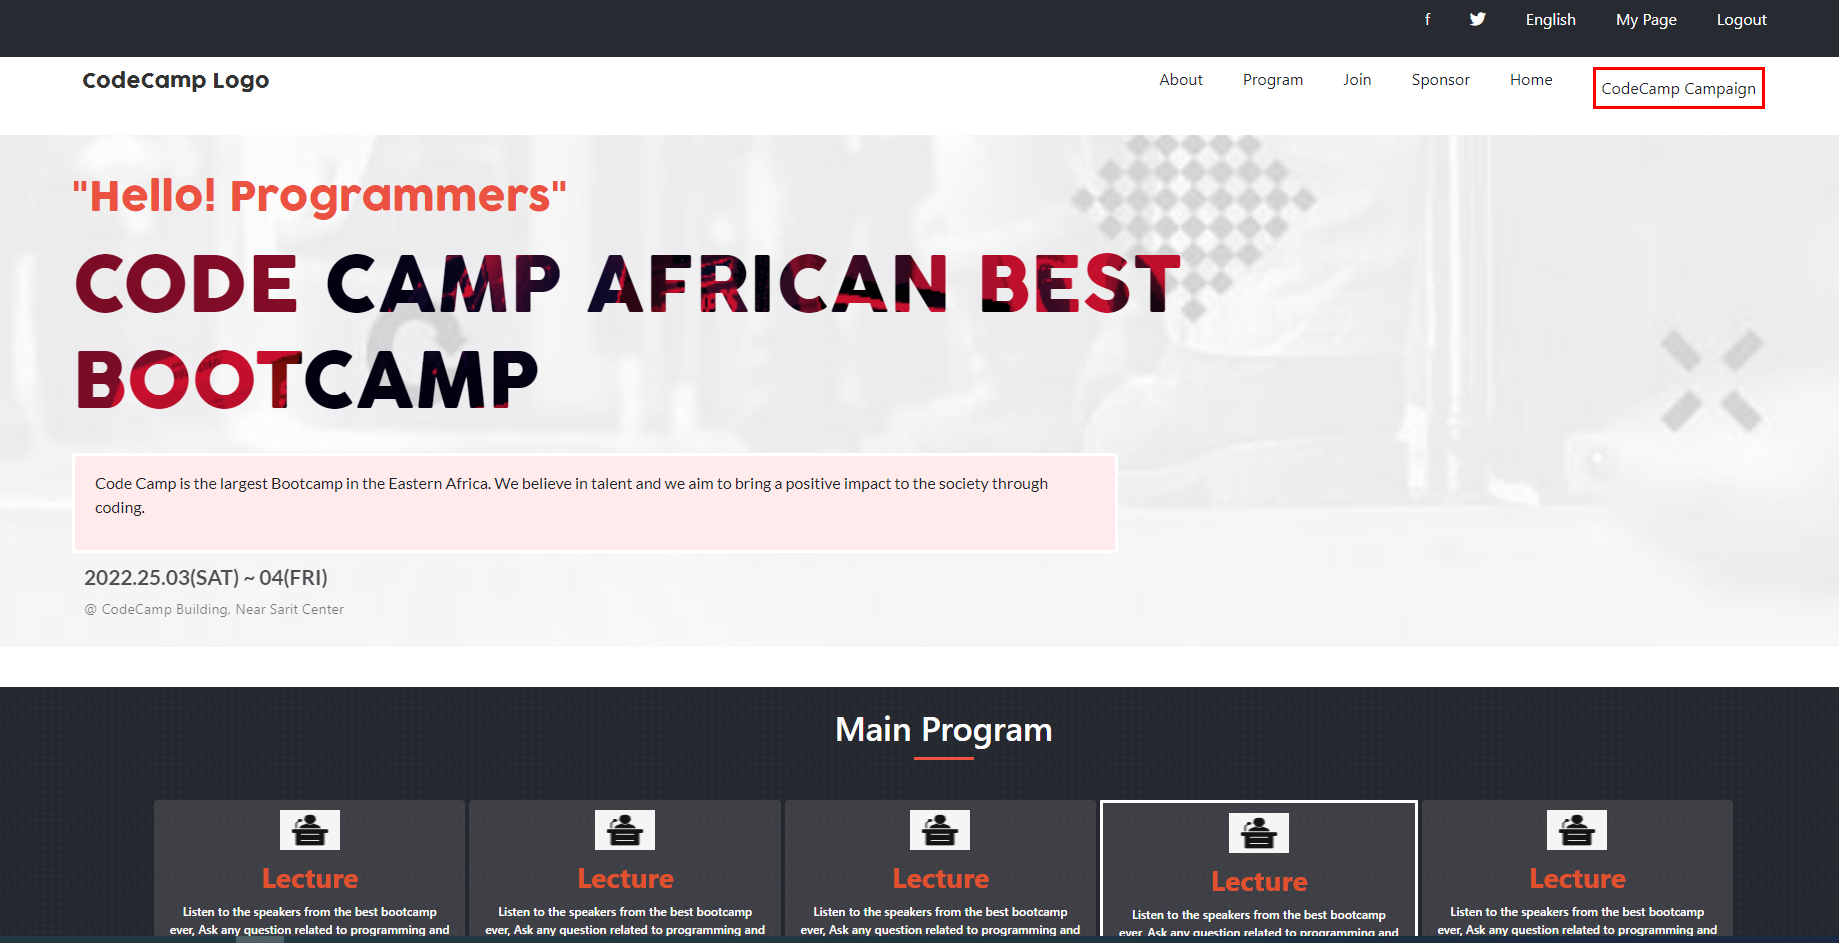 f English My Page Logout
CodeCamp Logo About Program Join Sponsor Home CodeCamp Campaign
"Hello! Programmers"
CODE CAMP AFRICAN BEST
BOOTCAMP
Code Camp is the largest Bootcamp in the Eastern Africa. We believe in talent and we aim to bring a positive impact to the society through
coding.
2022.25.03(SAT) ~ 04(FRI)
@ CodeCamp Building, Near Sarit Center
Main Program
Lecture
Listen to the speakers from the best bootcamp
ever, Ask any question related to programming and
Lecture
Listen to the speakers from the best bootcamp
ever, Ask any question related to programming and
Lecture
Listen to the speakers from the best bootcamp
ever, Ask any question related to programming and
Lecture
Listen to the speakers from the best bootcamp
ever, Ask any question related to programming and
Lecture
Listen to the speakers from the best bootcamp
ever, Ask any question related to programming and